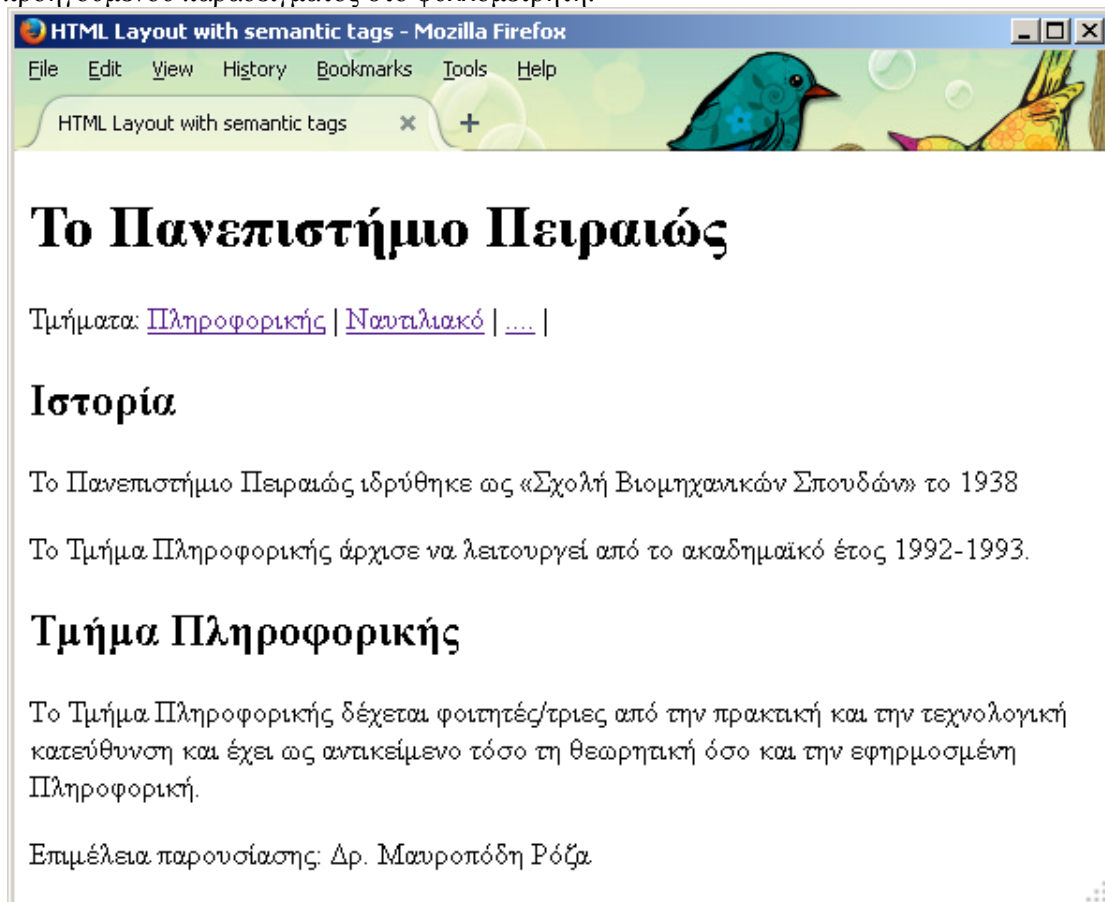 προηγούμενου παραδείγματος στο φυλλομετρητή.
HTML Layout with semantic tags - Mozilla Firefox
File Edit View History Bookmarks Tools Help
HTML Layout with semantic tags
Το Πανεπιστήμιο Πειραιώς
Τμήματα: Πληροφορικής | Ναυτιλιακό | .... |
Ιστορία
Το Πανεπιστήμιο Πειραιώς ιδρύθηκε ως «Σχολή Βιομηχανικών Σπουδών» το 1938
Το Τμήμα Πληροφορικής άρχισε να λειτουργεί από το ακαδημαϊκό έτος 1992-1993.
Τμήμα Πληροφορικής
Το Τμήμα Πληροφορικής δέχεται φοιτητές/τριες από την πρακτική και την τεχνολογική
κατεύθυνση και έχει ως αντικείμενο τόσο τη θεωρητική όσο και την εφηρμοσμένη
Πληροφορική.
Επιμέλεια παρουσίασης: Δρ. Μαυροπόδη Ρόζα